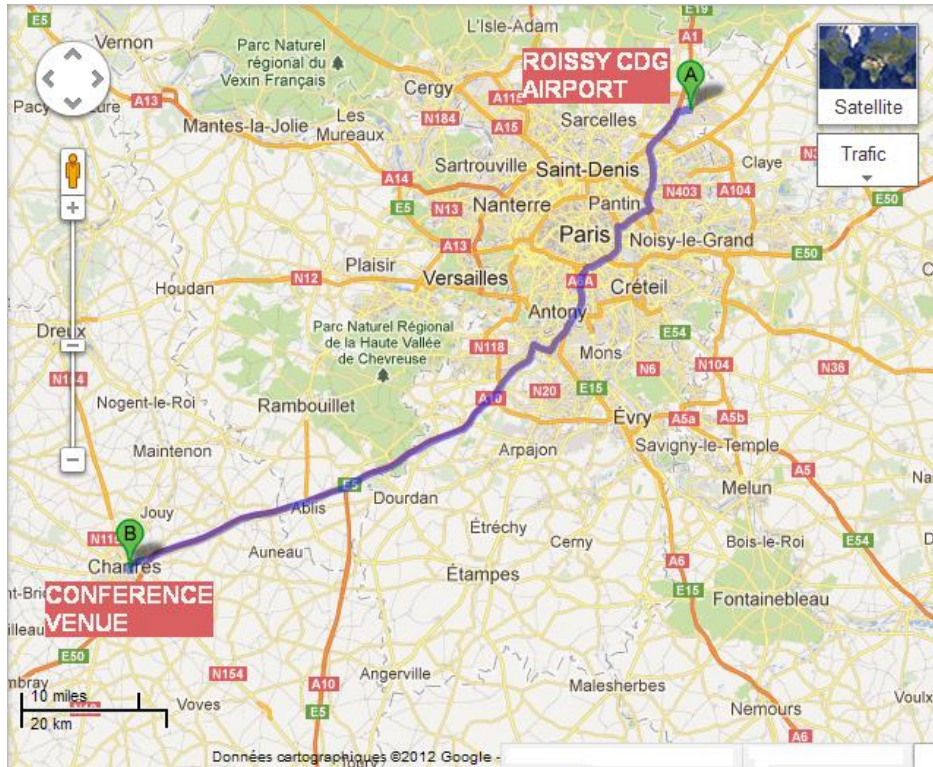 E5
Vernon
Parc Naturel
régional du
Vexin Français
L'Isle-Adam
E19
A1
ROISSY CDG
AIRPORT
A
Satellite
Trafic
Cergy
A115
A15
N184
Sarcelles
A13
Mantes-la-Jolie
Les
Mureaux
Sartrouville
Saint-Denis
Claye
A14
E5
N13
Nanterre
Pantin
N403
A104
E50
A13
Paris
Noisy-le-Grand
E50
Plaisir
Versailles
N12
Houdan
A6A
Créteil
Antony
Dreux
Parc Naturel Régional
de la Haute Vallée
de Chevreuse
N118
E54
Mons
N6
N104
N36
A10
N20
E15
Nogent-le-Roi
Rambouillet
Évry
A5a
A5b
Maintenon
Arpajon
Savigny-le-Temple
A5
E5
Dourdan
Melun
Jouy
Ablis
B
Étréchy
Cerny
Bois-le-Roi
E54
Auneau
Chartres
CONFERENCE
VENUE
Étampes
A6
E15
Fontainebleau
E50
N154
Angerville
A10
Malesherbes
10 miles
Voves
20 km
E5
Nemours
A6
Données cartographiques ©2012 Google -